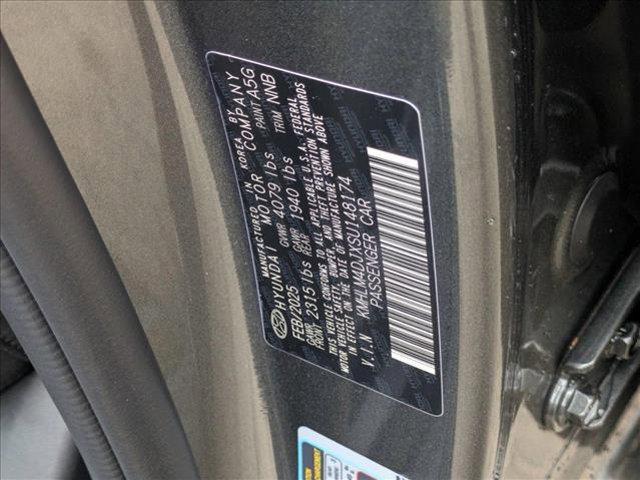 MANUFACTURED IN KOREA BY
HYUNDAI MOTOR COMPANY
FEB/2025 GVWR 4079 lbs PAINT A5G
GAWR FRONT 2315 lbs GAWR REAR 1940 lbs TRIM NNB
THIS VEHICLE CONFORMS TO ALL APPLICABLE U.S.A. FEDERAL
MOTOR VEHICLE SAFETY, BUMPER, AND THEFT PREVENTION STANDARDS
IN EFFECT ON THE DATE OF MANUFACTURE SHOWN ABOVE
V.I.N KMHLM4DJXSU148174
PASSENGER CAR